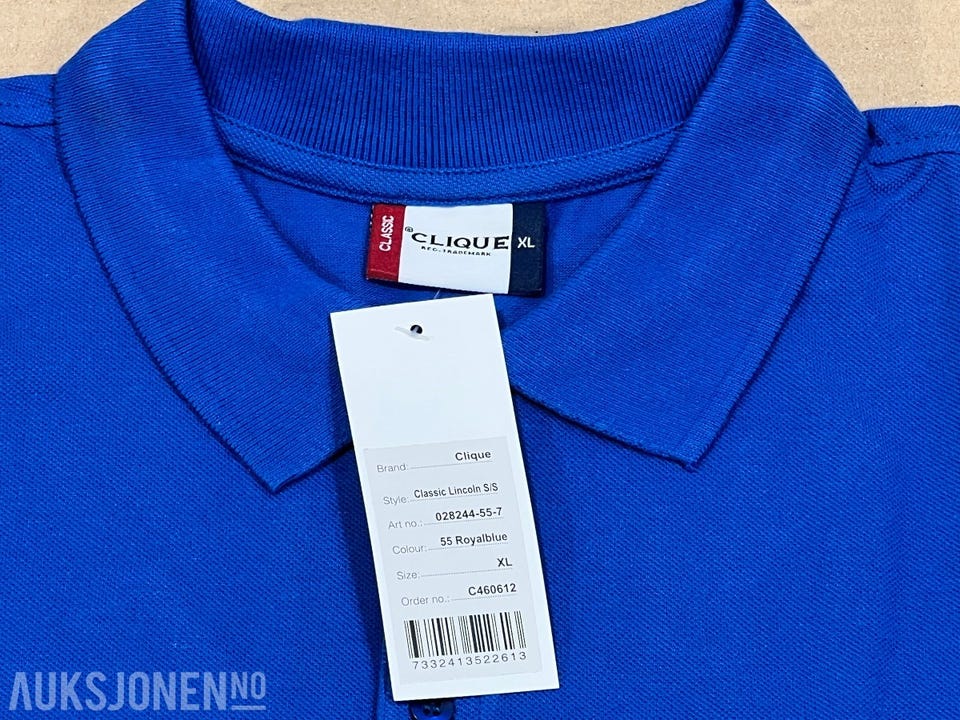 CLASSIC
®CLIQUE XL
REG. TRADEMARK
Brand: Clique
Style: Classic Lincoln S/S
Art no.: 028244-55-7
Colour: 55 Royalblue
Size: XL
Order no.: C460612
7332413522613
AUKSJONEN NO